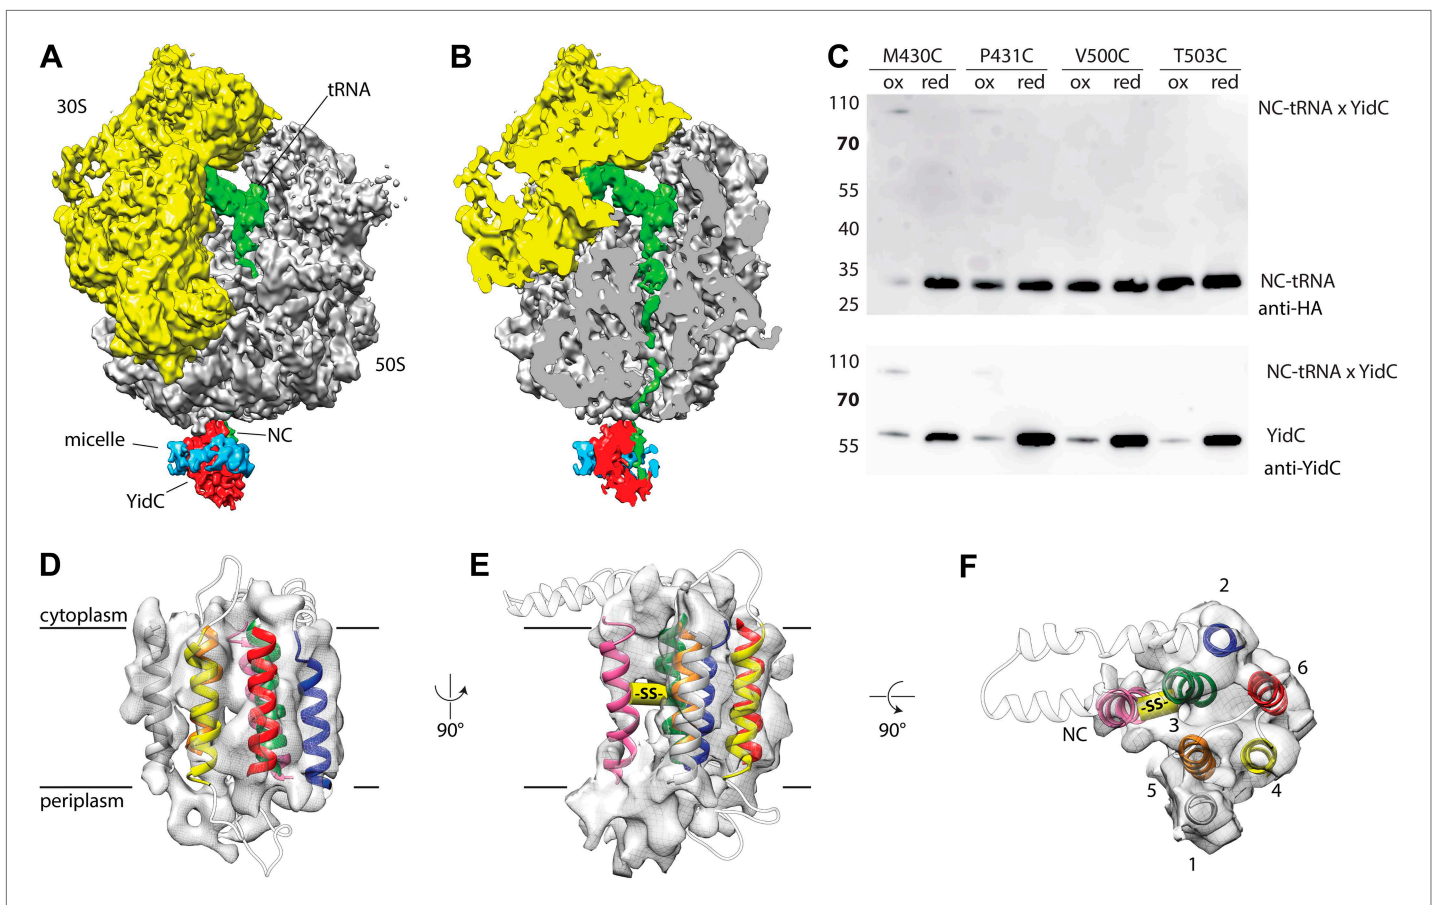 A
30S
tRNA
50S
micelle
NC
YidC
B
C
M430C P431C V500C T503C
ox red ox red ox red ox red
110
70
55
40
35
25
NC-tRNA x YidC
NC-tRNA
anti-HA
110
70
55
NC-tRNA x YidC
YidC
anti-YidC
D
cytoplasm
periplasm
90°
E
-SS-
90°
F
2
6
-SS-
NC
3
5
4
1